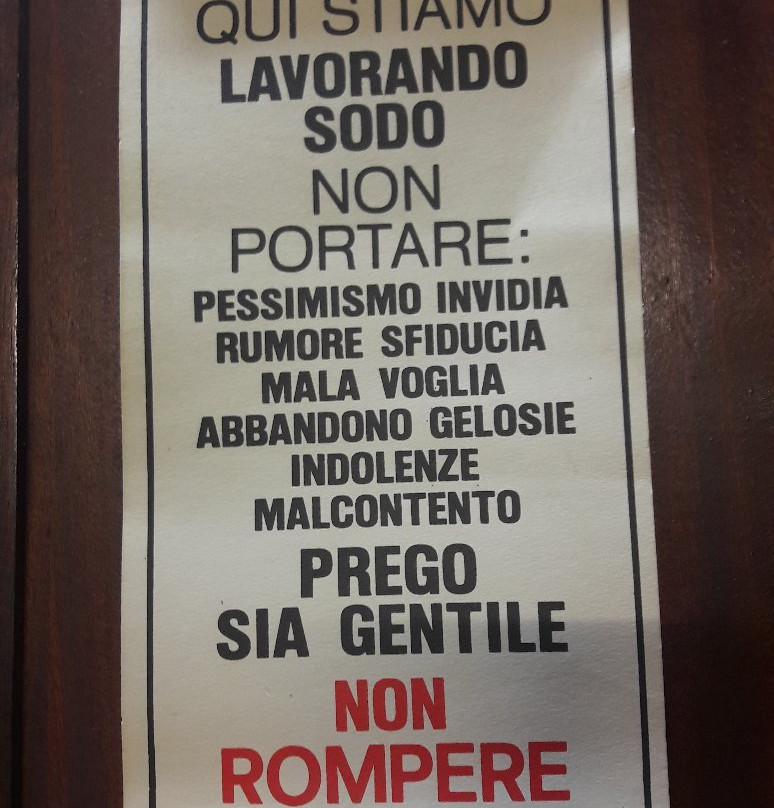 QUI STIAMO
LAVORANDO
SODO
NON
PORTARE:
PESSIMISMO INVIDIA
RUMORE SFIDUCIA
MALA VOGLIA
ABBANDONO GELOSIE
INDOLENZE
MALCONTENTO
PREGO
SIA GENTILE
NON
ROMPERE